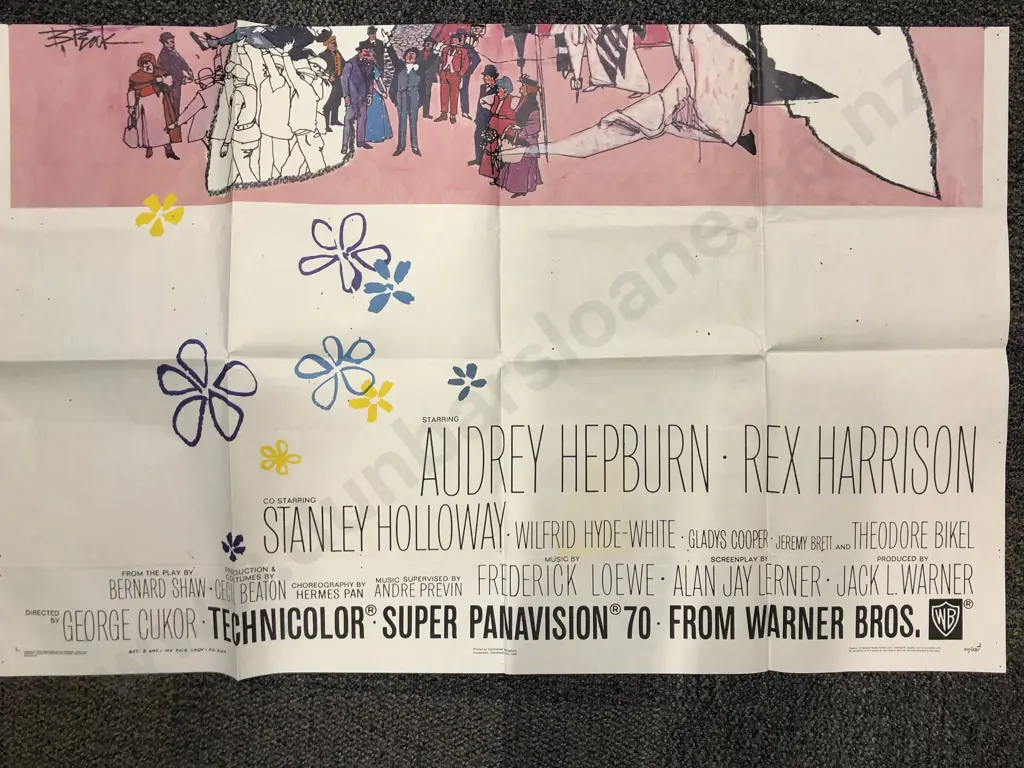 B. Peak
STARRING
AUDREY HEPBURN · REX HARRISON
CO-STARRING
STANLEY HOLLOWAY · WILFRID HYDE-WHITE · GLADYS COOPER · JEREMY BRETT AND THEODORE BIKEL
FROM THE PLAY BY BERNARD SHAW · PRODUCTION & COSTUMES BY CECIL BEATON CHOREOGRAPHY BY HERMES PAN MUSIC SUPERVISED BY ANDRE PREVIN MUSIC BY FREDERICK LOEWE · SCREENPLAY BY ALAN JAY LERNER · PRODUCED BY JACK L. WARNER
DIRECTED BY GEORGE CUKOR · TECHNICOLOR® · SUPER PANAVISION® 70 · FROM WARNER BROS. WB®
dunbarsloane.co.nz